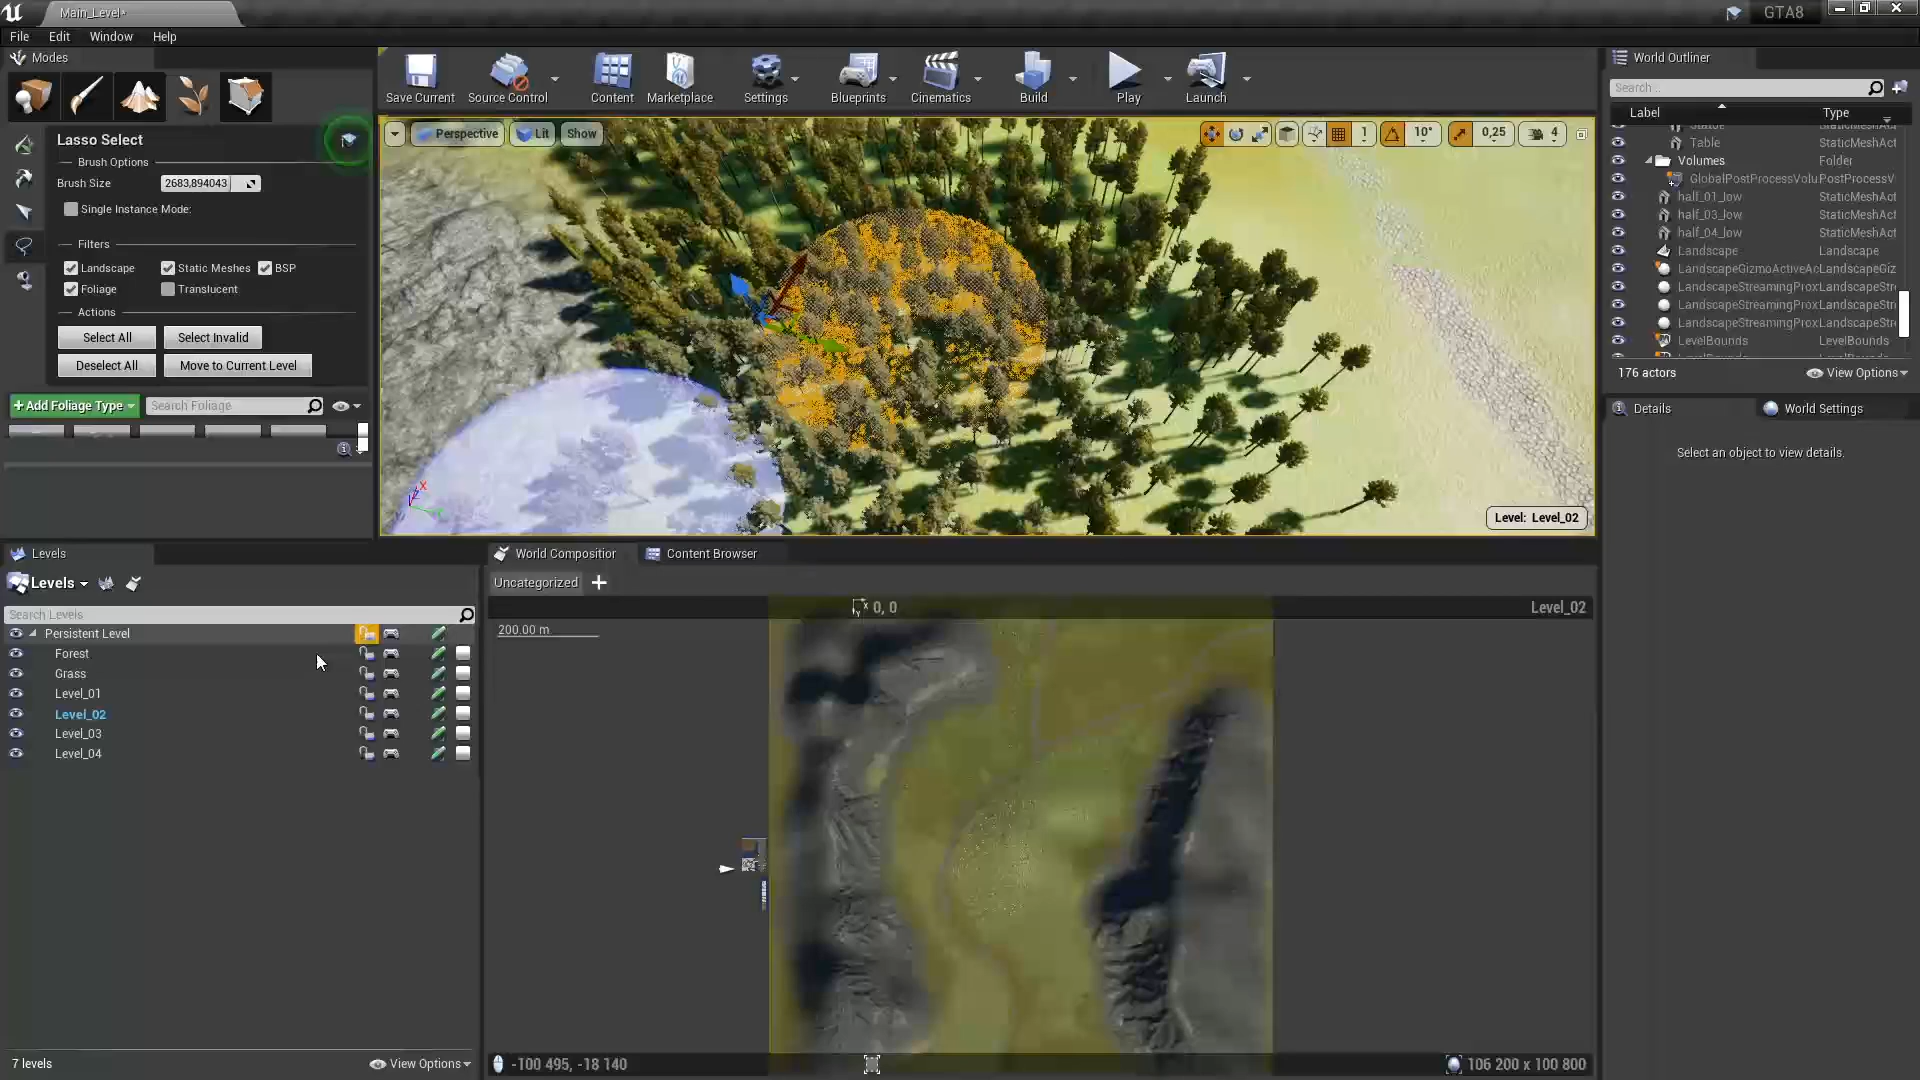 Main_Level*
GTA8
File Edit Window Help
Modes
Save Current
Source Control
Content
Marketplace
Settings
Blueprints
Cinematics
Build
Play
Launch
Lasso Select
Brush Options
Brush Size 2683,894043
Single Instance Mode:
Filters
Landscape Static Meshes BSP
Foliage Translucent
Actions
Select All Select Invalid
Deselect All Move to Current Level
+Add Foliage Type Search Foliage
Perspective Lit Show
1 10° 0,25 4
X
Level: Level_02
World Outliner
Search...
Label Type
Statue StaticMeshAct
Table StaticMeshAct
Volumes Folder
GlobalPostProcessVolu PostProcessV
half_01_low StaticMeshAct
half_03_low StaticMeshAct
half_04_low StaticMeshAct
Landscape Landscape
LandscapeGizmoActiveAc LandscapeGiz
LandscapeStreamingProx LandscapeStr
LandscapeStreamingProx LandscapeStr
LandscapeStreamingProx LandscapeStr
LevelBounds LevelBounds
LevelBounds LevelBounds
176 actors View Options
Details World Settings
Select an object to view details.
Levels
Levels
Search Levels
Persistent Level
Forest
Grass
Level_01
Level_02
Level_03
Level_04
7 levels View Options
World Compositior Content Browser
Uncategorized +
0, 0 Level_02
200.00 m
-100 495, -18 140 106 200 x 100 800